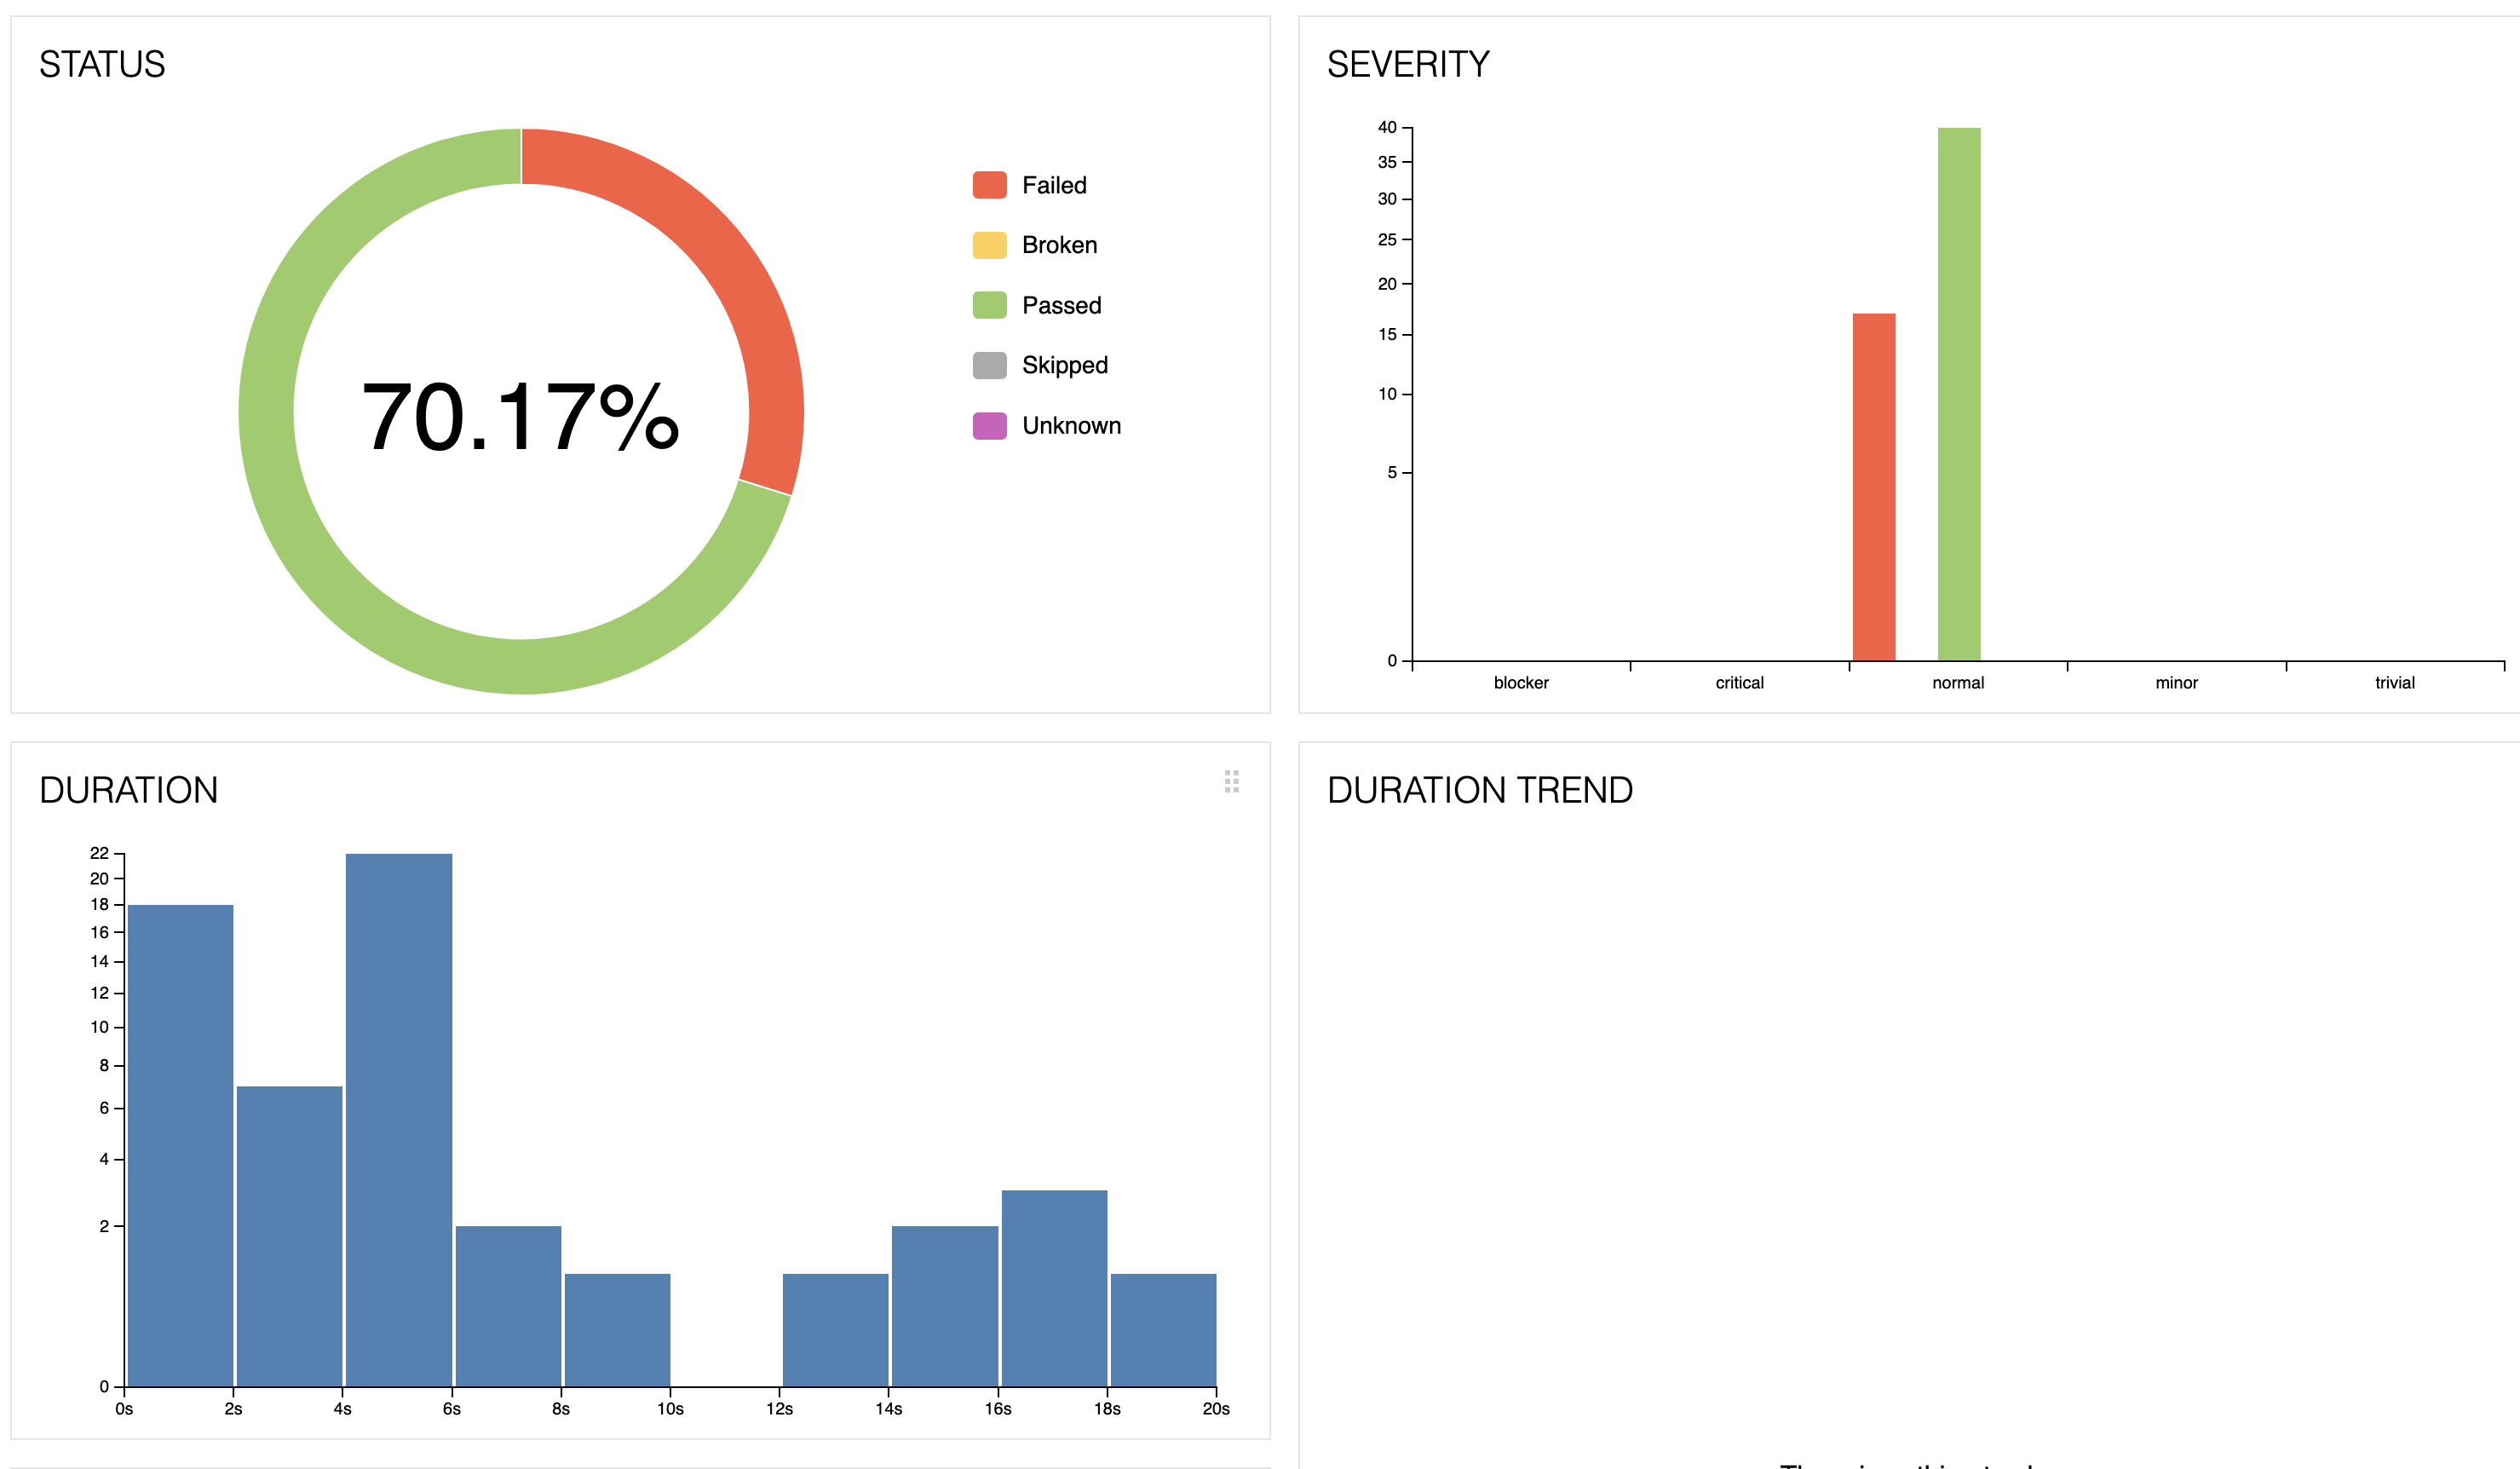 STATUS
70.17%
Failed
Broken
Passed
Skipped
Unknown
SEVERITY
40
35
30
25
20
15
10
5
0
blocker critical normal minor trivial
DURATION
22
20
18
16
14
12
10
8
6
4
2
0
0s 2s 4s 6s 8s 10s 12s 14s 16s 18s 20s
DURATION TREND